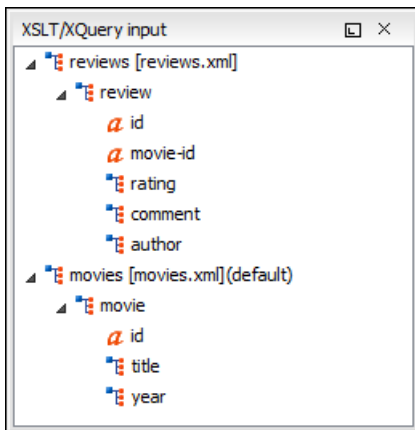 XSLT/XQuery input
reviews [reviews.xml]
review
id
movie-id
rating
comment
author
movies [movies.xml](default)
movie
id
title
year